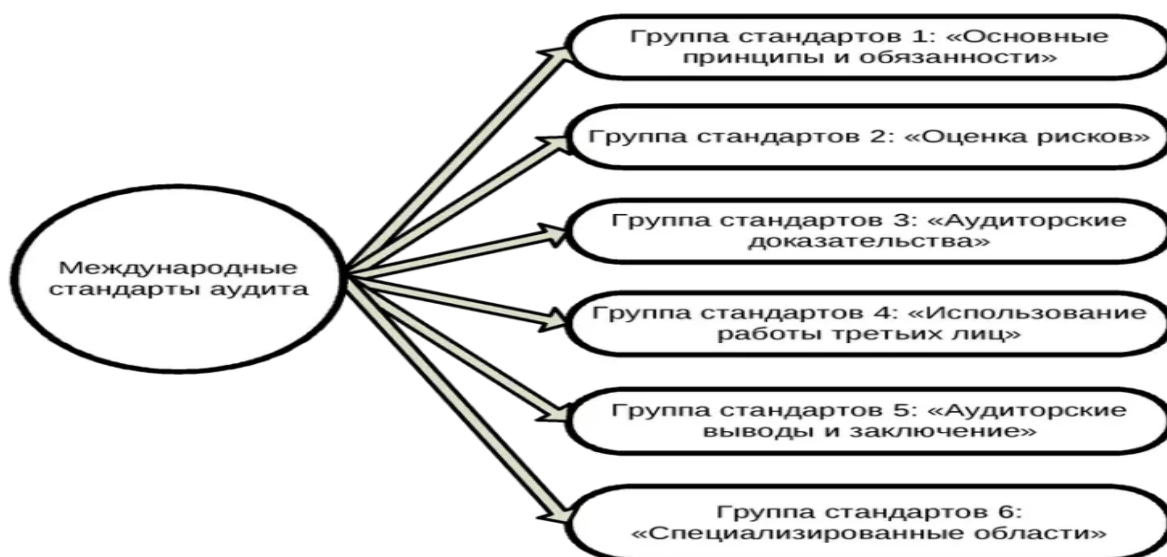 Группа стандартов 1: «Основные
принципы и обязанности»
Группа стандартов 2: «Оценка рисков»
Группа стандартов 3: «Аудиторские
доказательства»
Международные
стандарты аудита
Группа стандартов 4: «Использование
работы третьих лиц»
Группа стандартов 5: «Аудиторские
выводы и заключение»
Группа стандартов 6:
«Специализированные области»